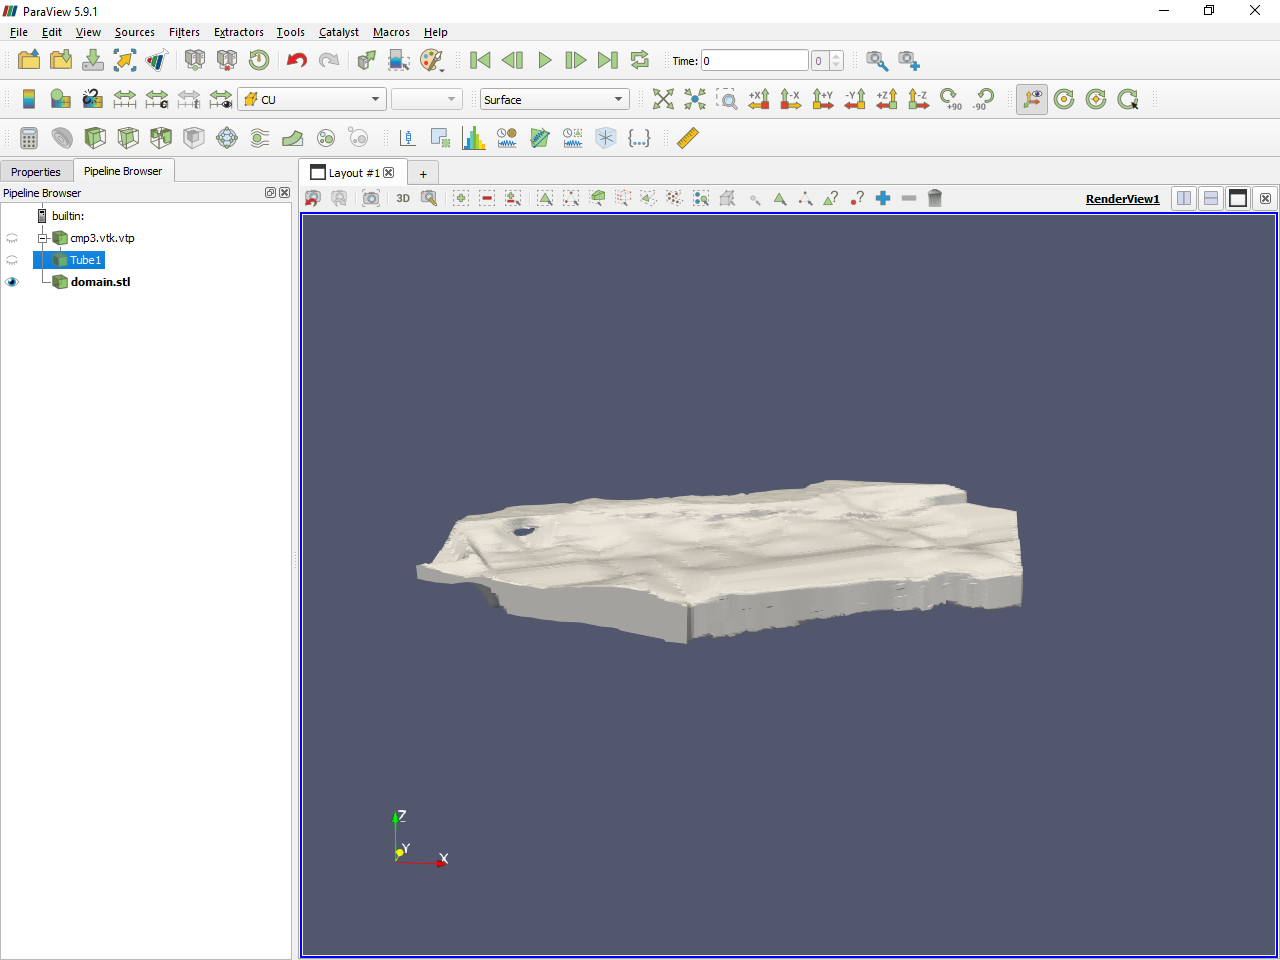 ParaView 5.9.1
File Edit View Sources Filters Extractors Tools Catalyst Macros Help
Time: 0 0
CU Surface +X -X +Y -Y +Z -Z +90 -90
Properties Pipeline Browser
Layout #1 +
Pipeline Browser
3D RenderView1
builtin:
cmp3.vtk.vtp
Tube1
domain.stl
Z
Y
X